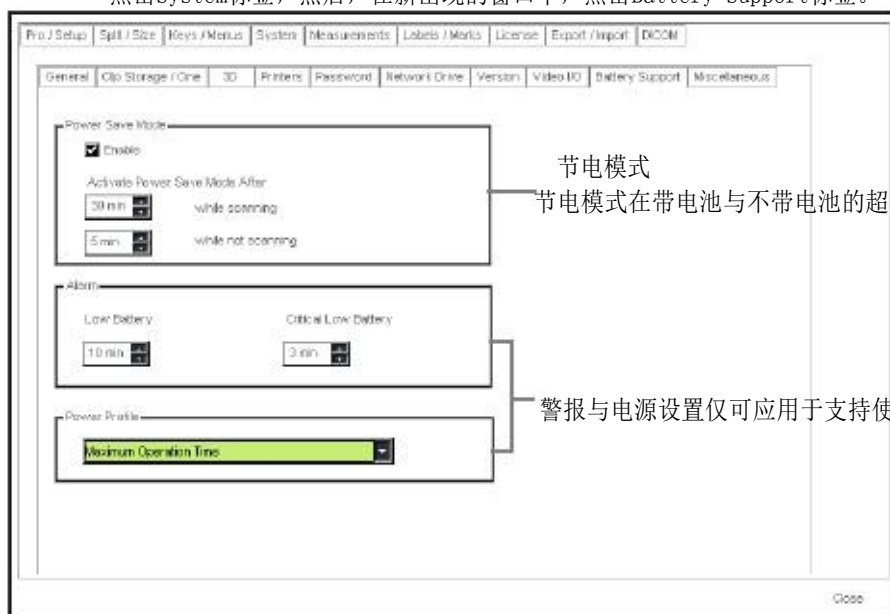 点击System标签, 然后, 在新出现的窗口中, 点击Battery Support标签。
Pro / Setup Split / Size Keys / Menus System Measurements Labels / Marks License Export / Import DICOM
General Clip Storage / Cine 3D Printers Password Network Drive Version Video I/O Battery Support Miscellaneous
Power Save Mode
Enable
Activate Power Save Mode After
30 min while scanning
5 min while not scanning
节电模式
节电模式在带电池与不带电池的超
Alarm
Low Battery Critical Low Battery
10 min 3 min
警报与电源设置仅可应用于支持使
Power Profile
Maximum Operation Time
Close